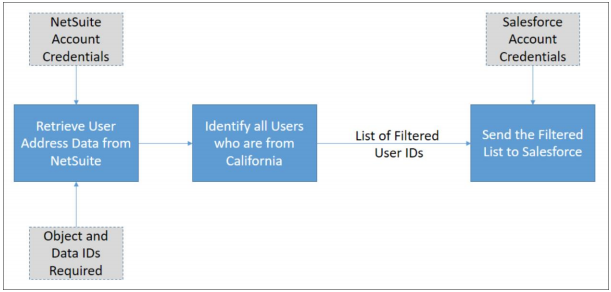 NetSuite
Account
Credentials
Salesforce
Account
Credentials
Retrieve User
Address Data from
NetSuite
Identify all Users
who are from
California
List of Filtered
User IDs
Send the Filtered
List to Salesforce
Object and
Data IDs
Required